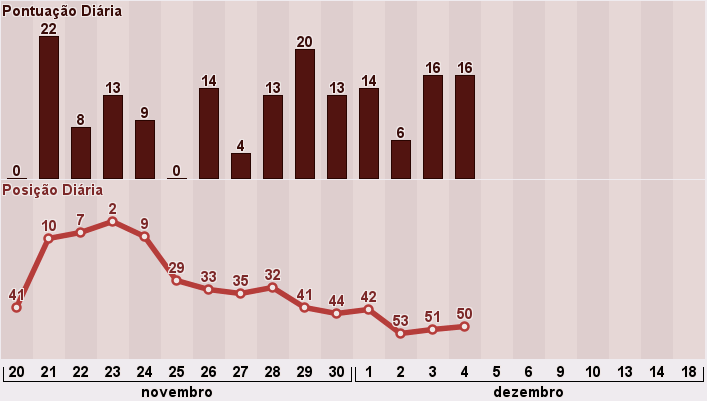 Pontuação Diária
0 22 8 13 9 0 14 4 13 20 13 14 6 16 16
Posição Diária
41 10 7 2 9 29 33 35 32 41 44 42 53 51 50
20 21 22 23 24 25 26 27 28 29 30 1 2 3 4 5 6 9 10 13 14 18
novembro dezembro